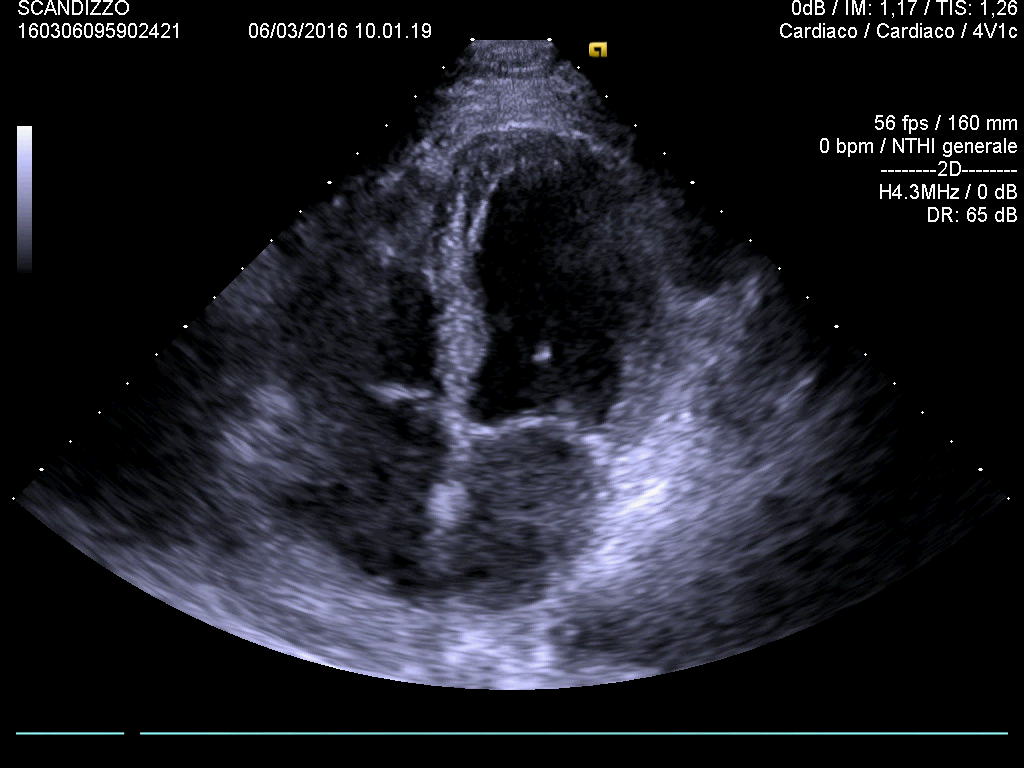 SCANDIZZO
160306095902421 06/03/2016 10.01.19
0dB / IM: 1,17 / TIS: 1,26
Cardiaco / Cardiaco / 4V1c
56 fps / 160 mm
0 bpm / NTHI generale
--------2D--------
H4.3MHz / 0 dB
DR: 65 dB